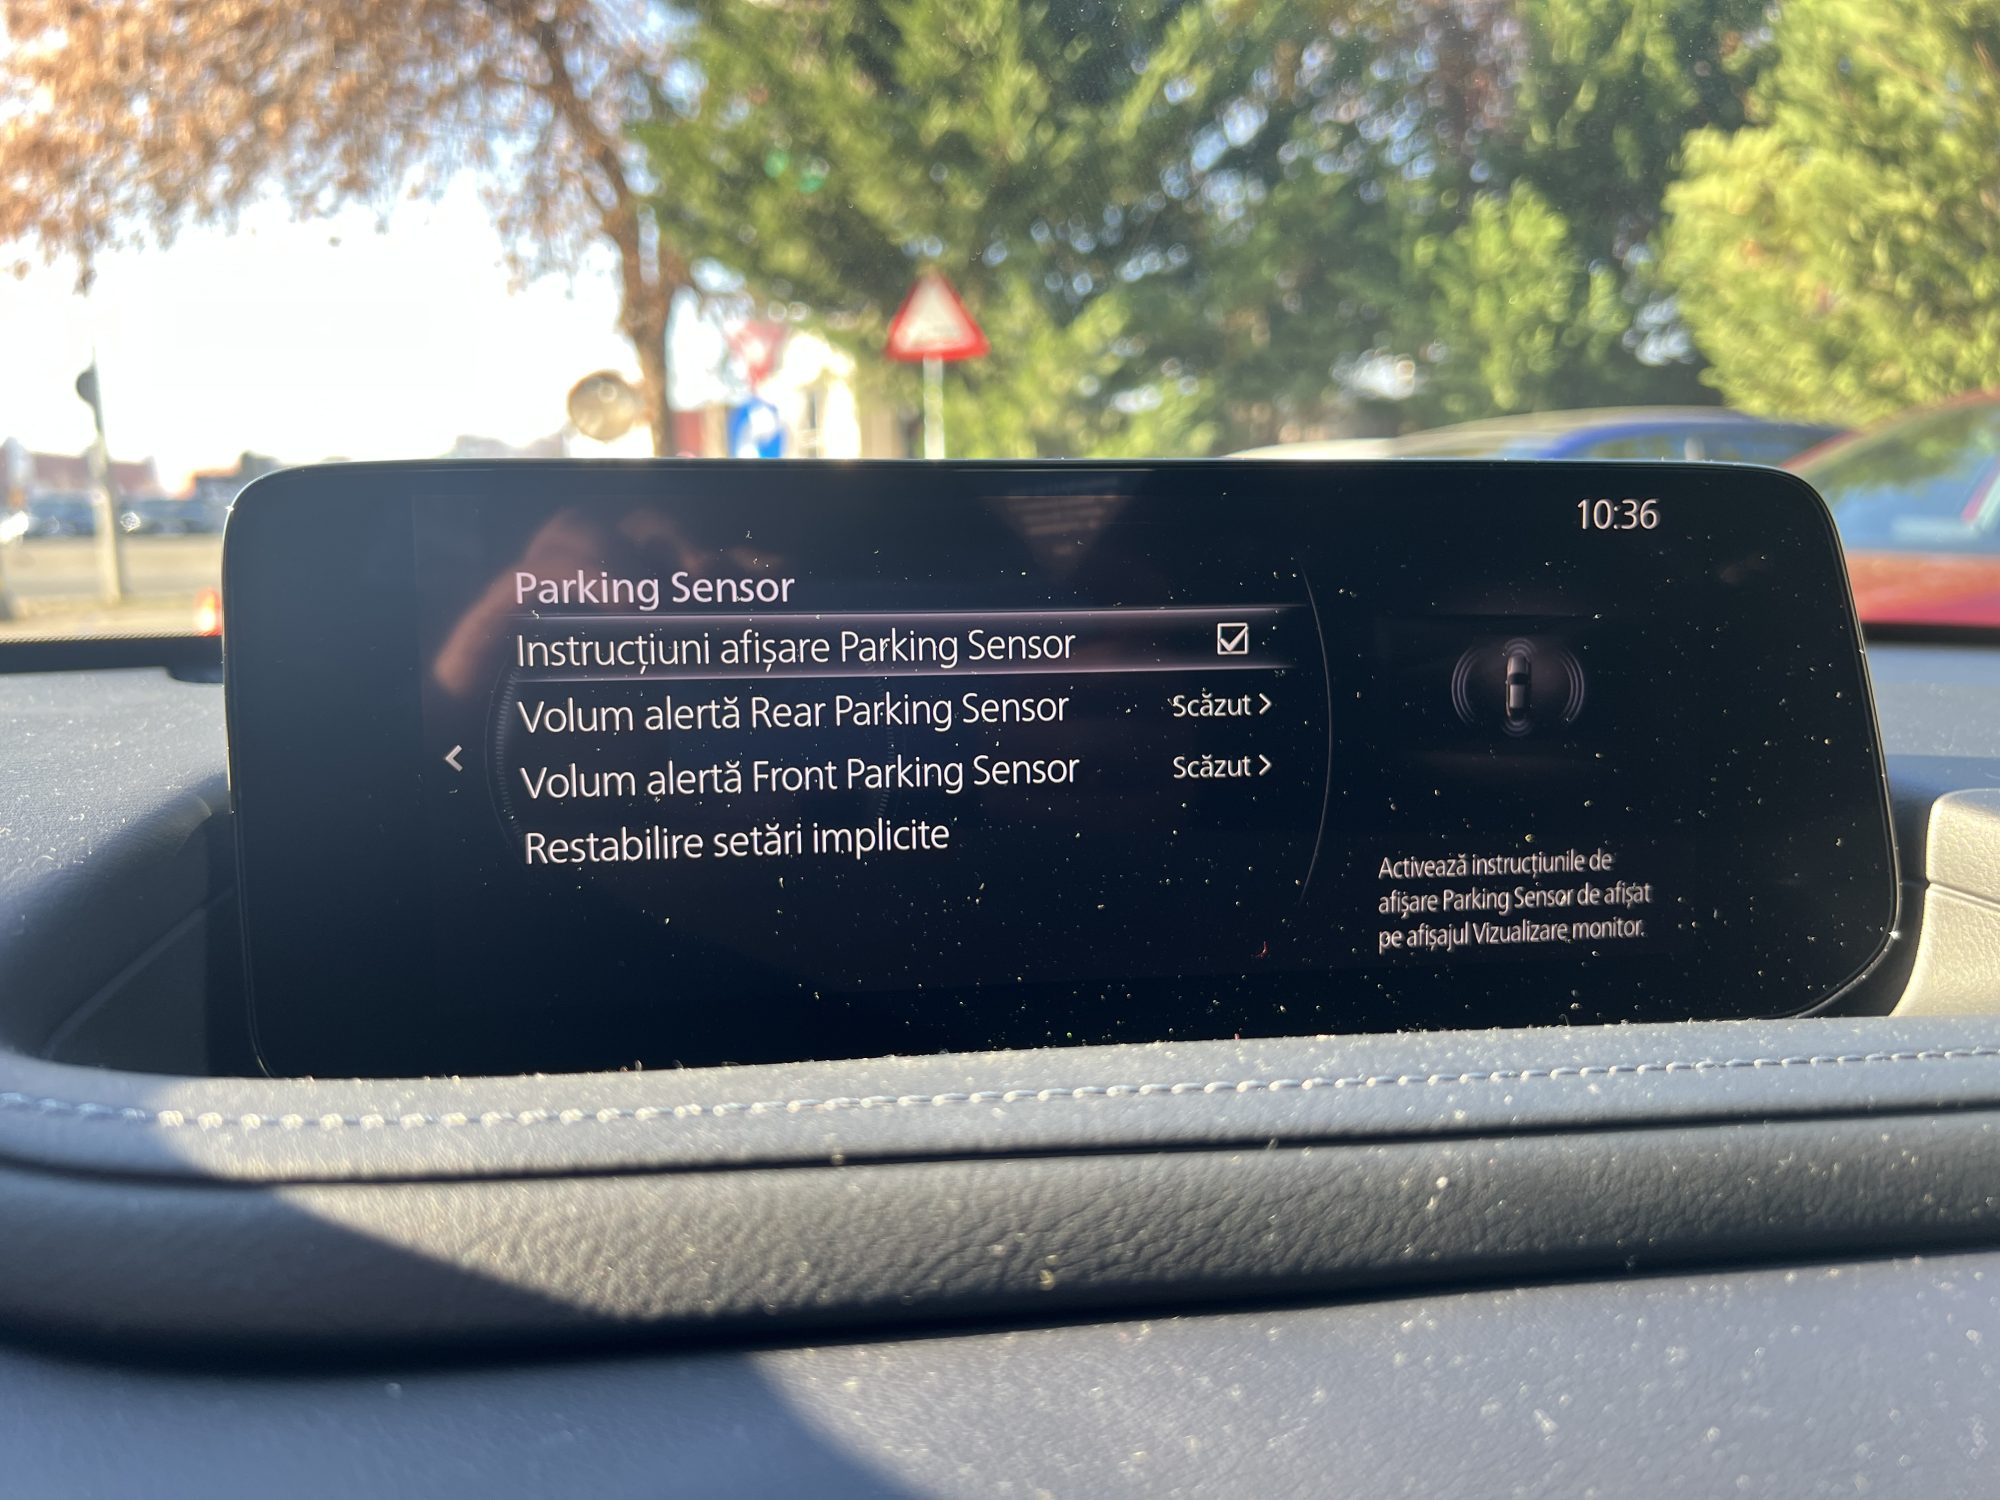 10:36
Parking Sensor
Instrucțiuni afișare Parking Sensor
Volum alertă Rear Parking Sensor Scăzut >
Volum alertă Front Parking Sensor Scăzut >
Restabilire setări implicite
<
Activează instrucțiunile de
afișare Parking Sensor de afișat
pe afișajul Vizualizare monitor.